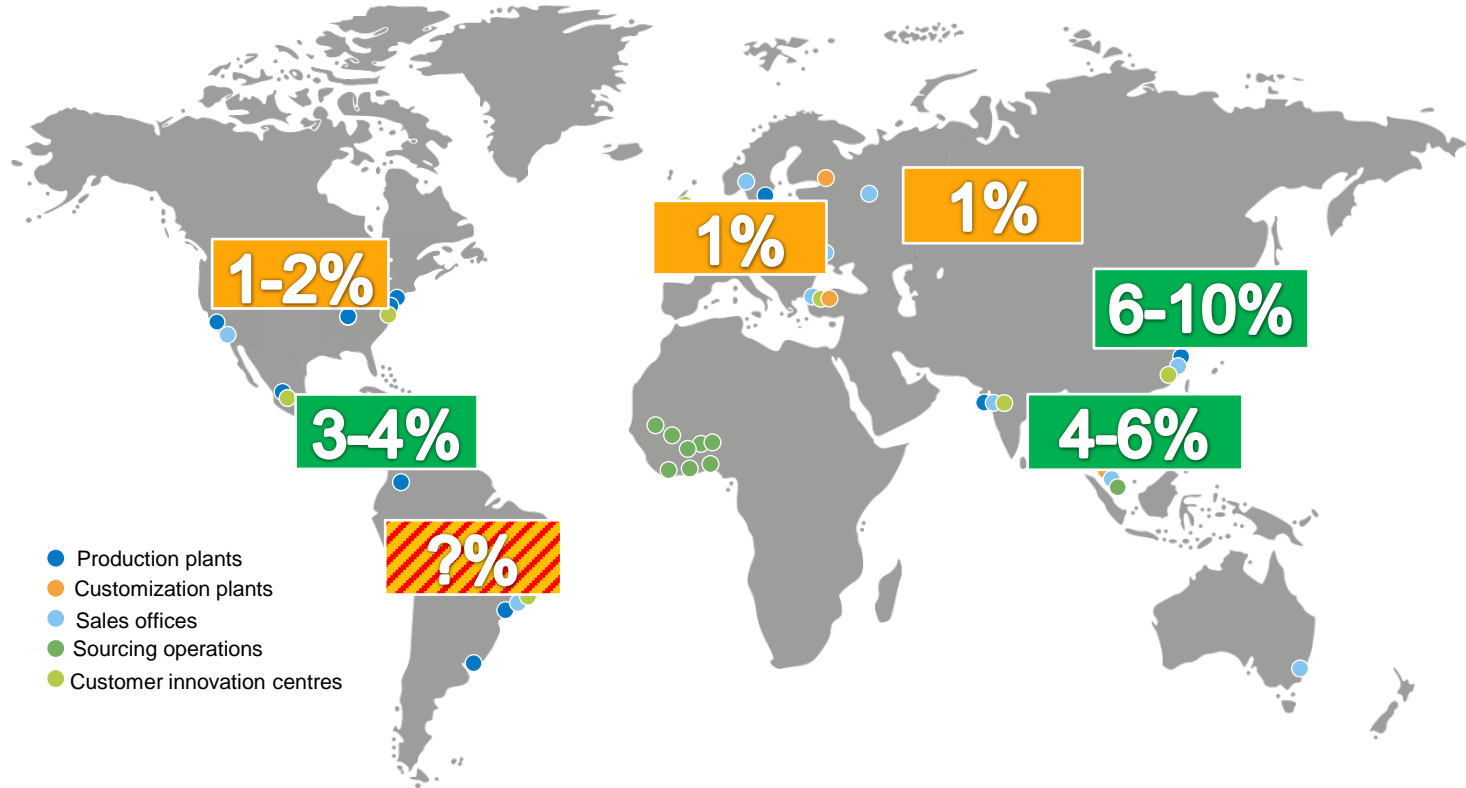 1%
1%
1-2%
6-10%
3-4%
4-6%
?%
Production plants
Customization plants
Sales offices
Sourcing operations
Customer innovation centres